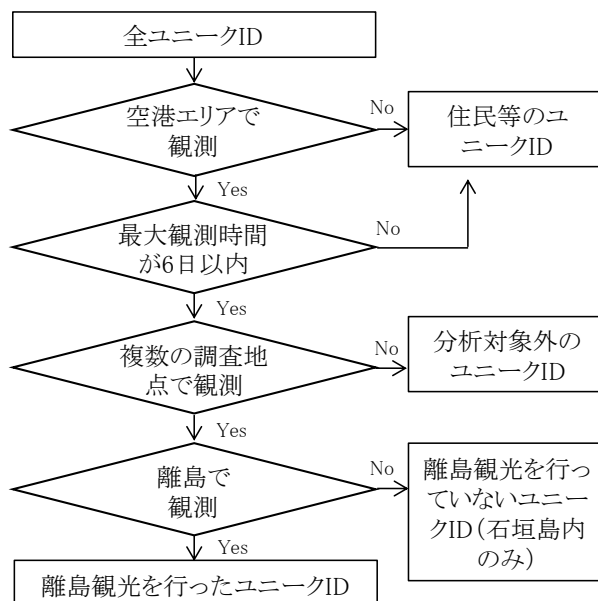 全ユニークID
空港エリアで
観測
No
住民等のユ
ニークID
Yes
最大観測時間
が6日以内
No
Yes
複数の調査地
点で観測
No
分析対象外の
ユニークID
Yes
離島で
観測
No
離島観光を行っ
ていないユニー
クID(石垣島内
のみ)
Yes
離島観光を行ったユニークID